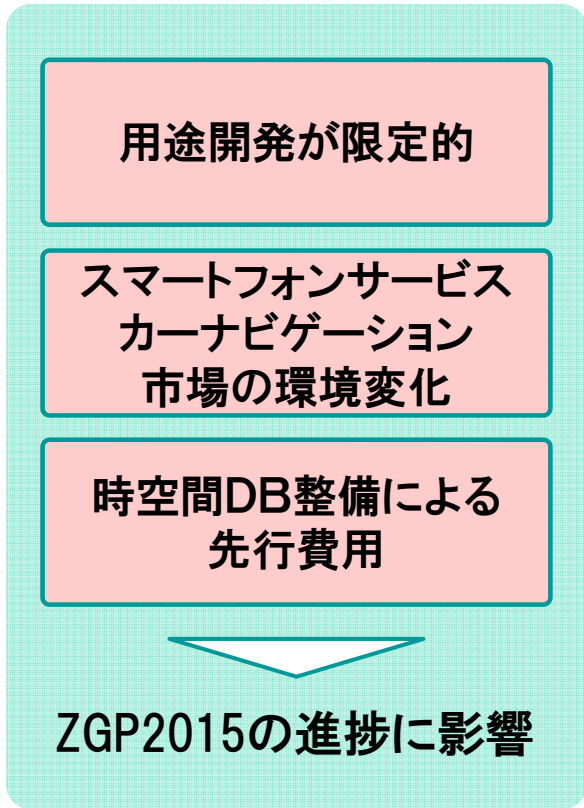 用途開発が限定的
スマートフォンサービス
カーナビゲーション
市場の環境変化
時空間DB整備による
先行費用
ZGP2015の進捗に影響